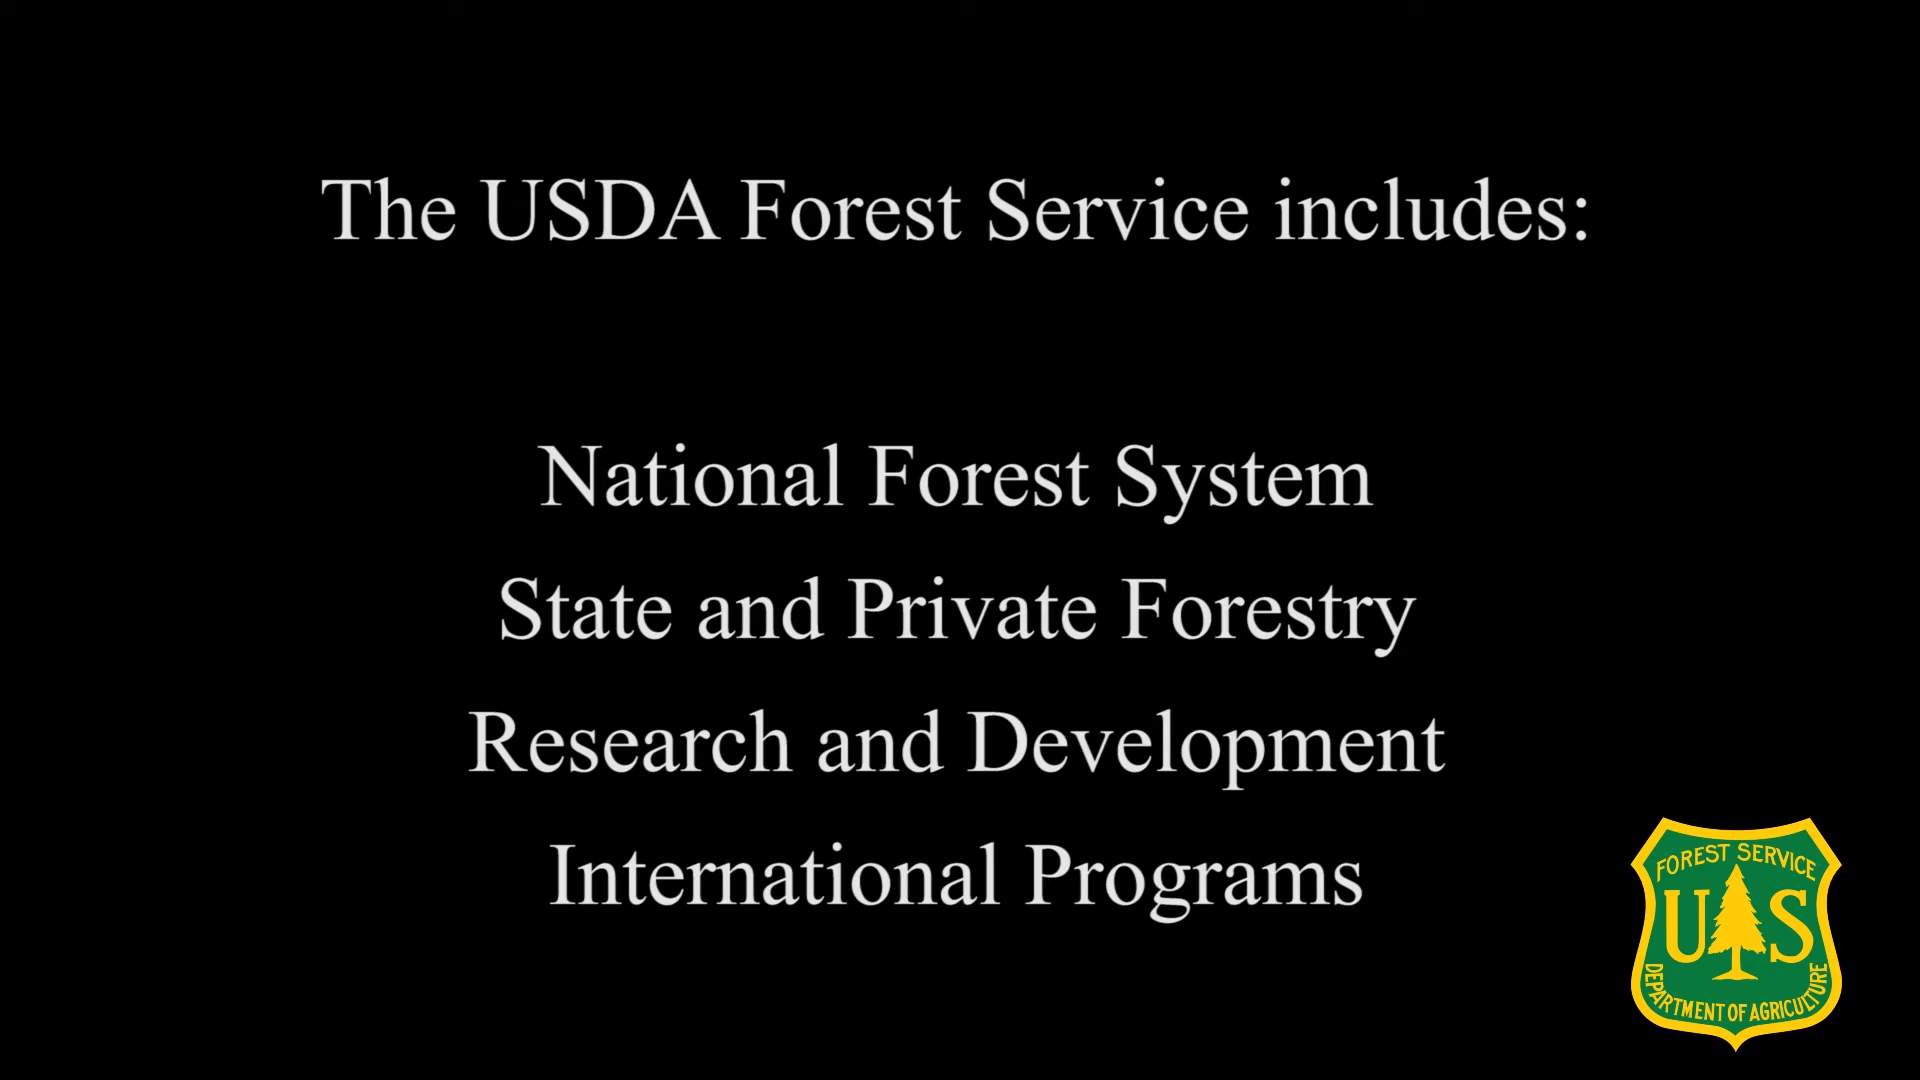 The USDA Forest Service includes:
National Forest System
State and Private Forestry
Research and Development
International Programs
FOREST SERVICE
U S
DEPARTMENT OF AGRICULTURE